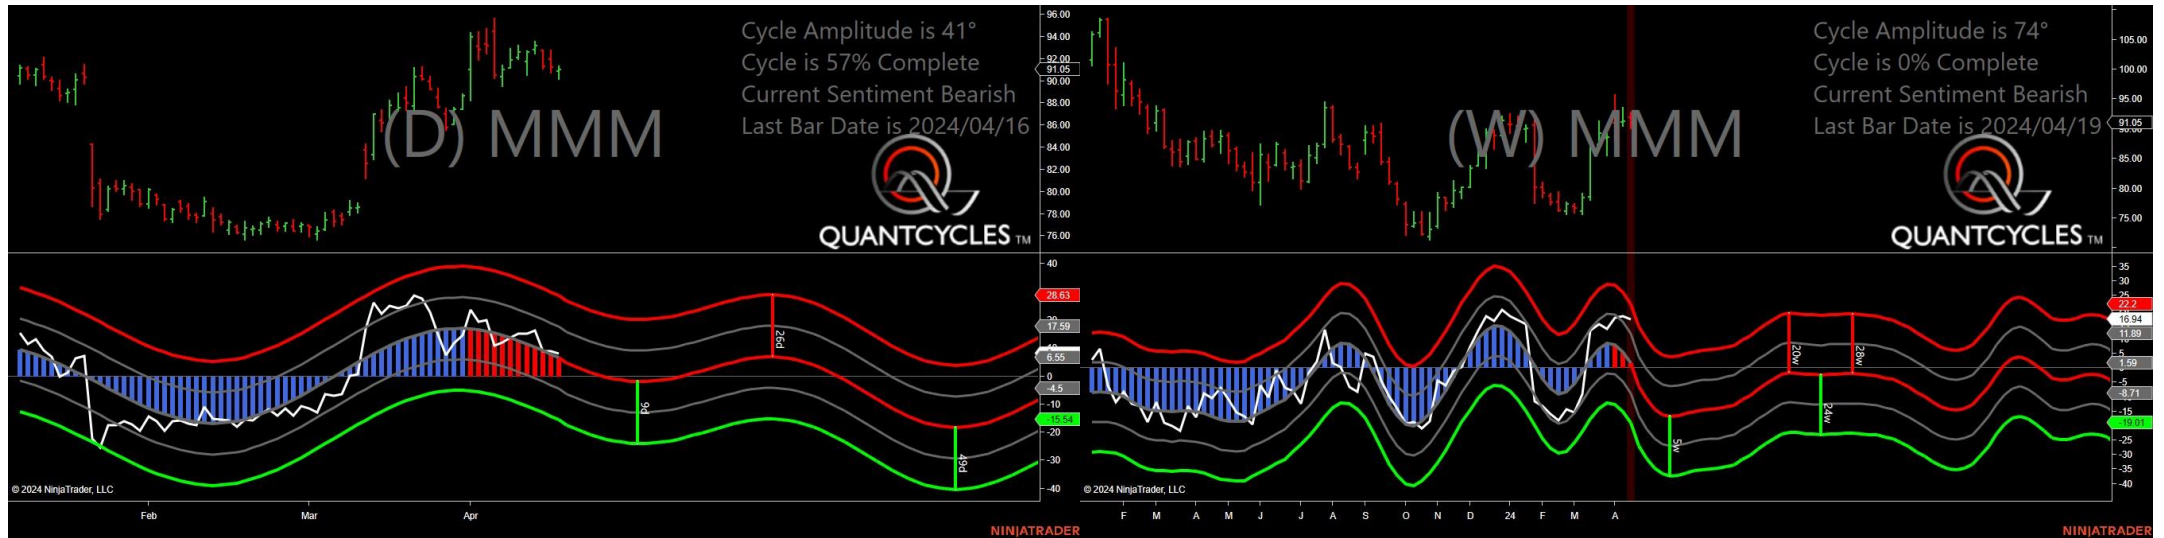 Cycle Amplitude is 41°
Cycle is 57% Complete
Current Sentiment Bearish
Last Bar Date is 2024/04/16
(D) MMM
QUANTCYCLES TM
96.00
94.00
92.00
91.05
90.00
88.00
86.00
84.00
82.00
80.00
78.00
76.00
40
28.63
17.59
6.55
0
-4.5
-10
-15.54
-20
-30
-40
9d
26d
49d
© 2024 NinjaTrader, LLC
Feb Mar Apr
NINJATRADER
Cycle Amplitude is 74°
Cycle is 0% Complete
Current Sentiment Bearish
Last Bar Date is 2024/04/19
(W) MMM
QUANTCYCLES TM
105.00
100.00
95.00
91.05
85.00
80.00
75.00
35
30
25
22.2
16.94
11.89
5
1.59
-5
-8.71
-15
-19.01
-25
-30
-35
-40
5w
20w
24w
28w
© 2024 NinjaTrader, LLC
F M A M J J A S O N D 24 F M A
NINJATRADER